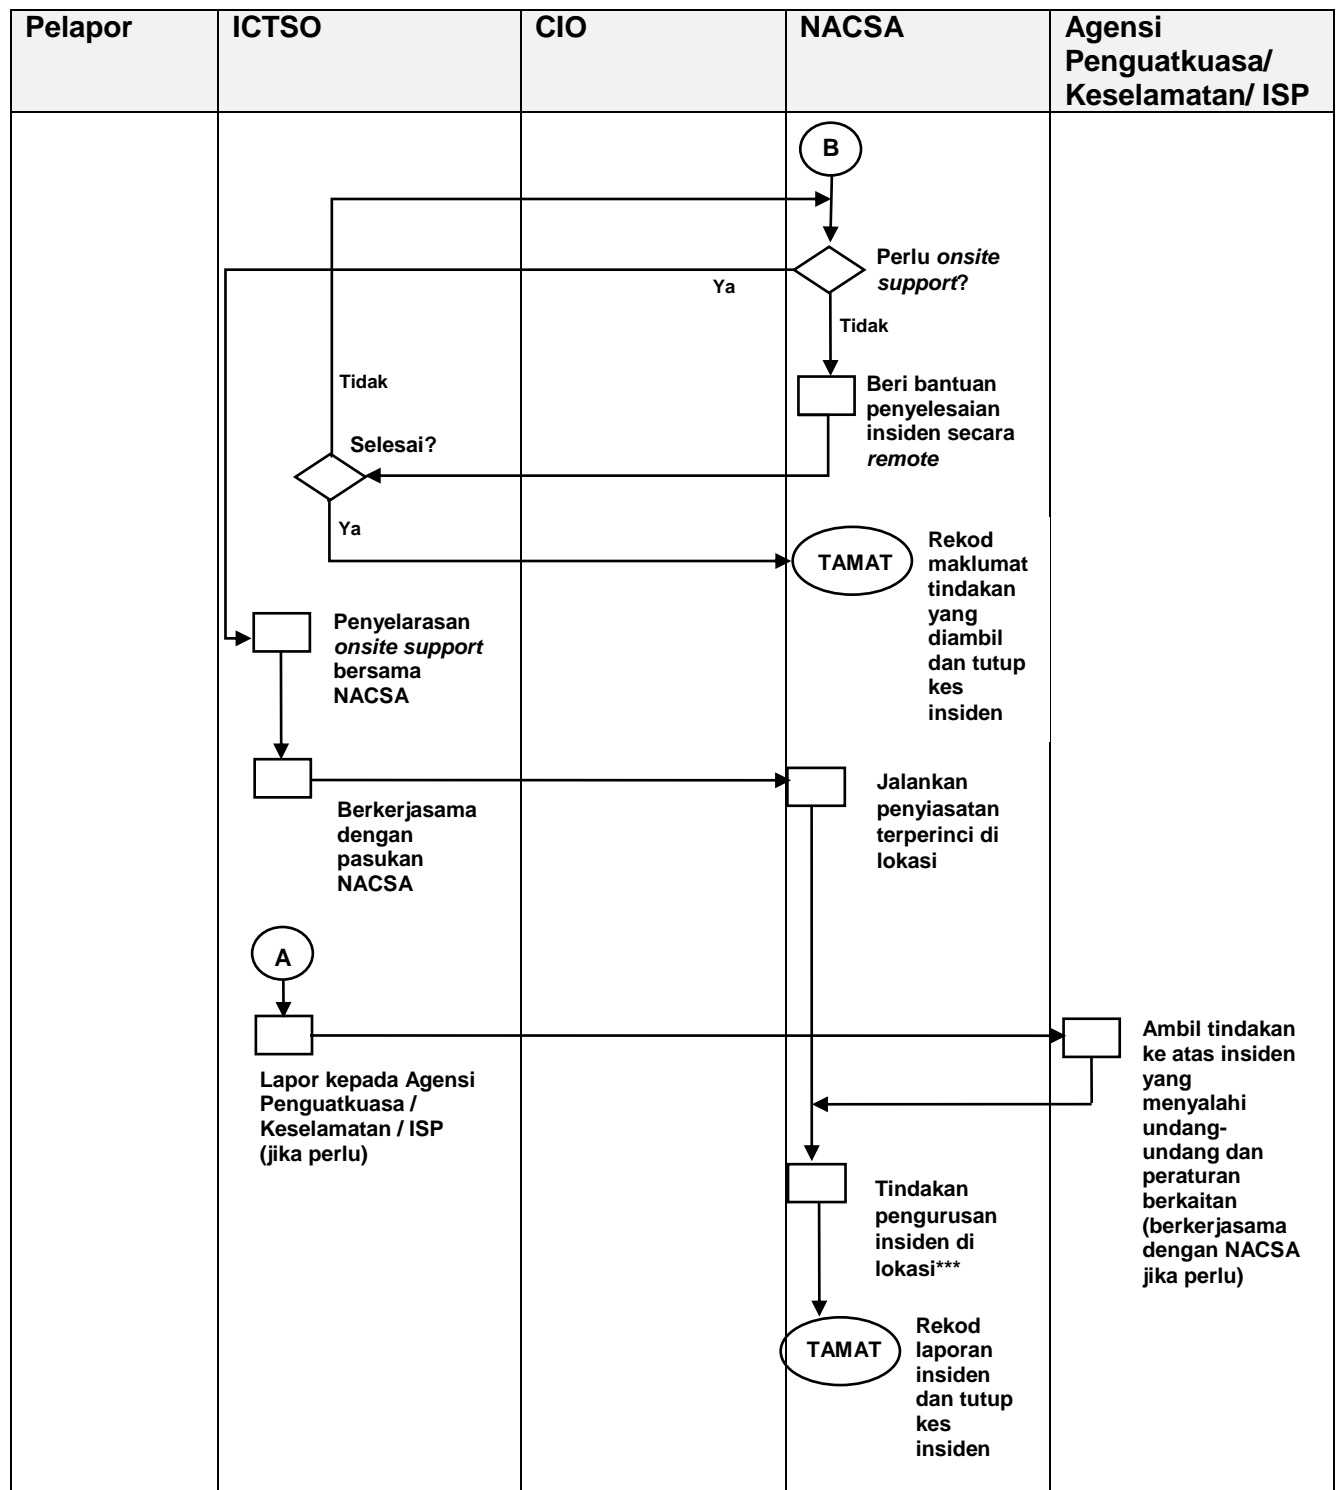 Pelapor
ICTSO
CIO
NACSA
Agensi
Penguatkuasa/
Keselamatan/ ISP
B
Perlu onsite
support?
Ya
Tidak
Tidak
Beri bantuan
penyelesaian
insiden secara
remote
Selesai?
Ya
TAMAT
Rekod
maklumat
tindakan
yang
diambil
dan tutup
kes
insiden
Penyelarasan
onsite support
bersama
NACSA
Berkerjasama
dengan
pasukan
NACSA
Jalankan
penyiasatan
terperinci di
lokasi
A
Lapor kepada Agensi
Penguatkuasa /
Keselamatan / ISP
(jika perlu)
Ambil tindakan
ke atas insiden
yang
menyalahi
undang-
undang dan
peraturan
berkaitan
(berkerjasama
dengan NACSA
jika perlu)
Tindakan
pengurusan
insiden di
lokasi***
TAMAT
Rekod
laporan
insiden
dan tutup
kes
insiden